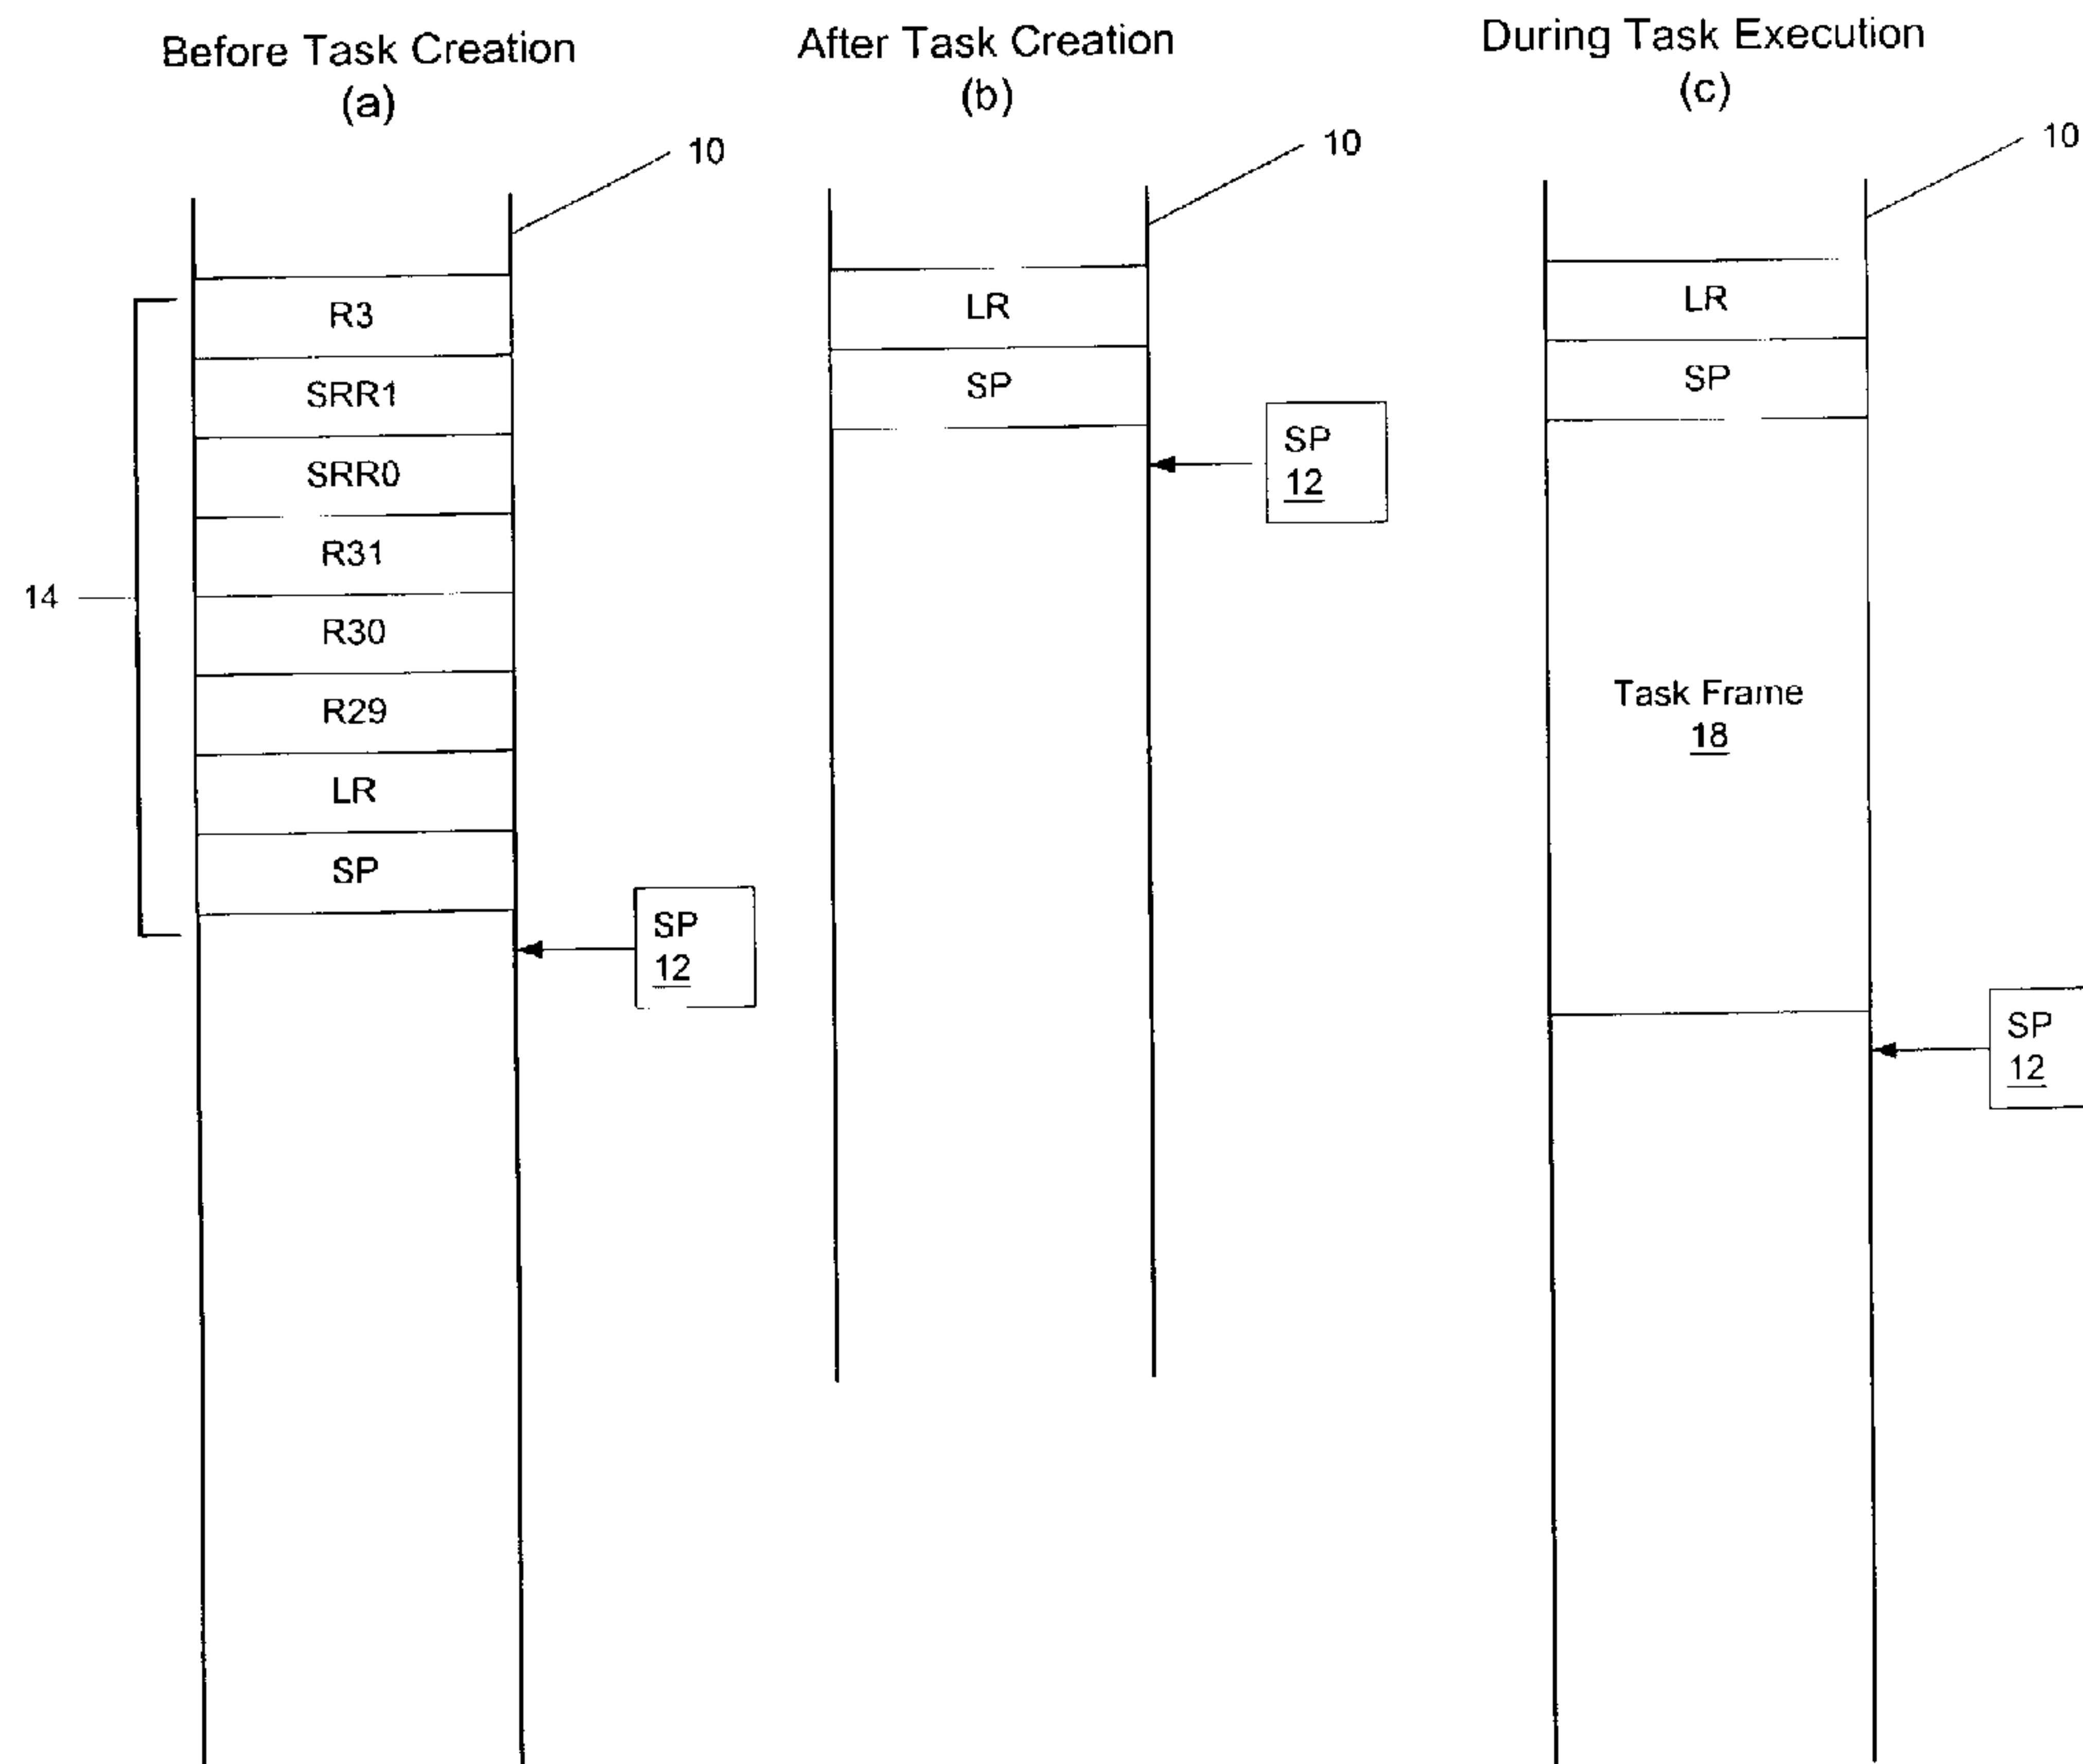 Before Task Creation
(a)
10
R3
SRR1
SRR0
R31
R30
R29
LR
SP
14
SP
12
After Task Creation
(b)
10
LR
SP
SP
12
During Task Execution
(c)
10
LR
SP
Task Frame
18
SP
12